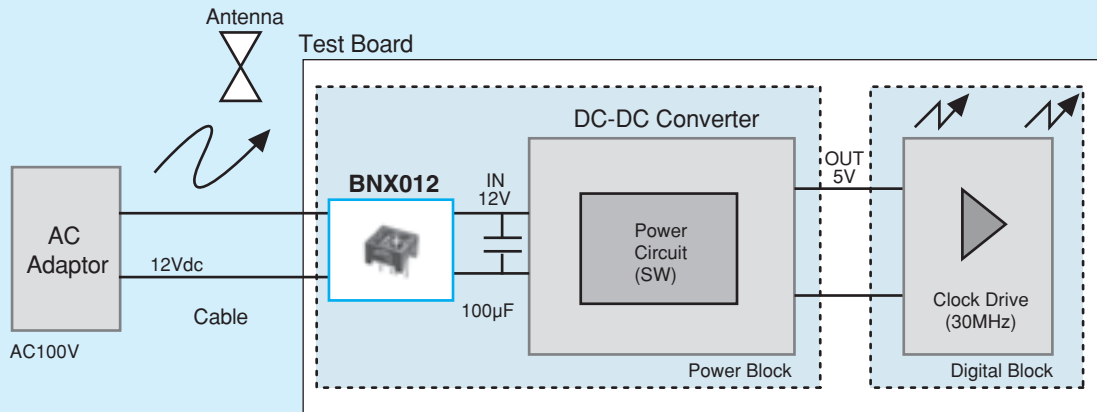 Antenna
Test Board
DC-DC Converter
OUT
5V
BNX012
IN
12V
AC
Adaptor
Power
Circuit
(SW)
12Vdc
Cable
100µF
Clock Drive
(30MHz)
AC100V
Power Block
Digital Block